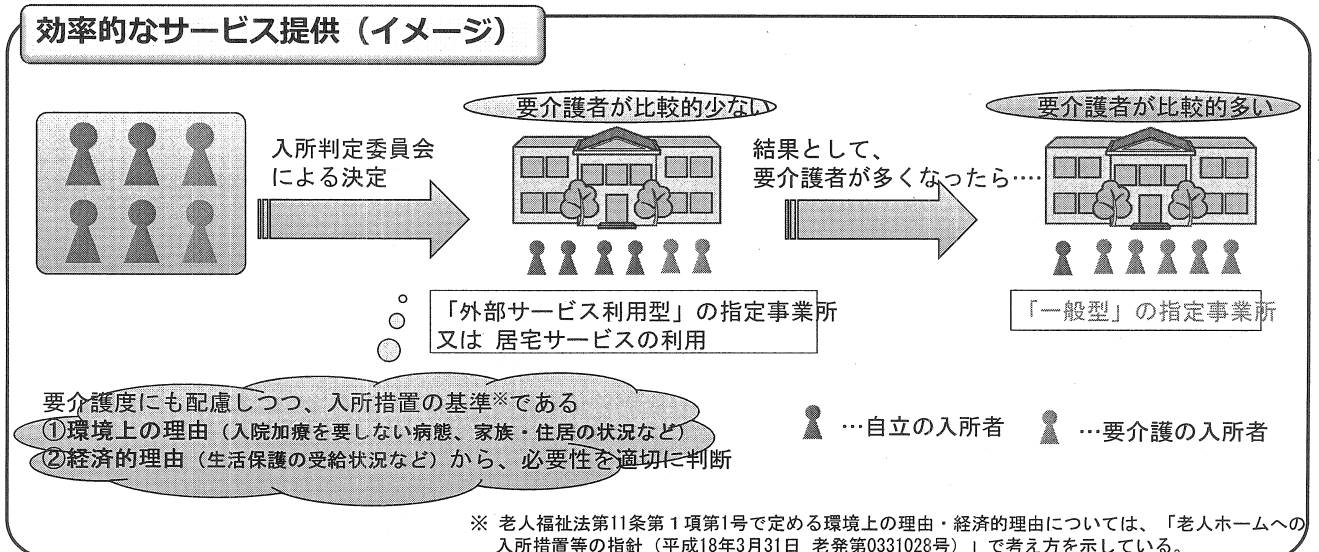 効率的なサービス提供（イメージ）
入所判定委員会
による決定
要介護者が比較的少ない
結果として、
要介護者が多くなったら‥‥
要介護者が比較的多い
「外部サービス利用型」の指定事業所
又は 居宅サービスの利用
「一般型」の指定事業所
要介護度にも配慮しつつ、入所措置の基準※である
①環境上の理由（入院加療を要しない病態、家族・住居の状況など）
②経済的理由（生活保護の受給状況など）から、必要性を適切に判断
…自立の入所者
…要介護の入所者
※ 老人福祉法第11条第１項第1号で定める環境上の理由・経済的理由については、「老人ホームへの
入所措置等の指針（平成18年3月31日 老発第0331028号）」で考え方を示している。